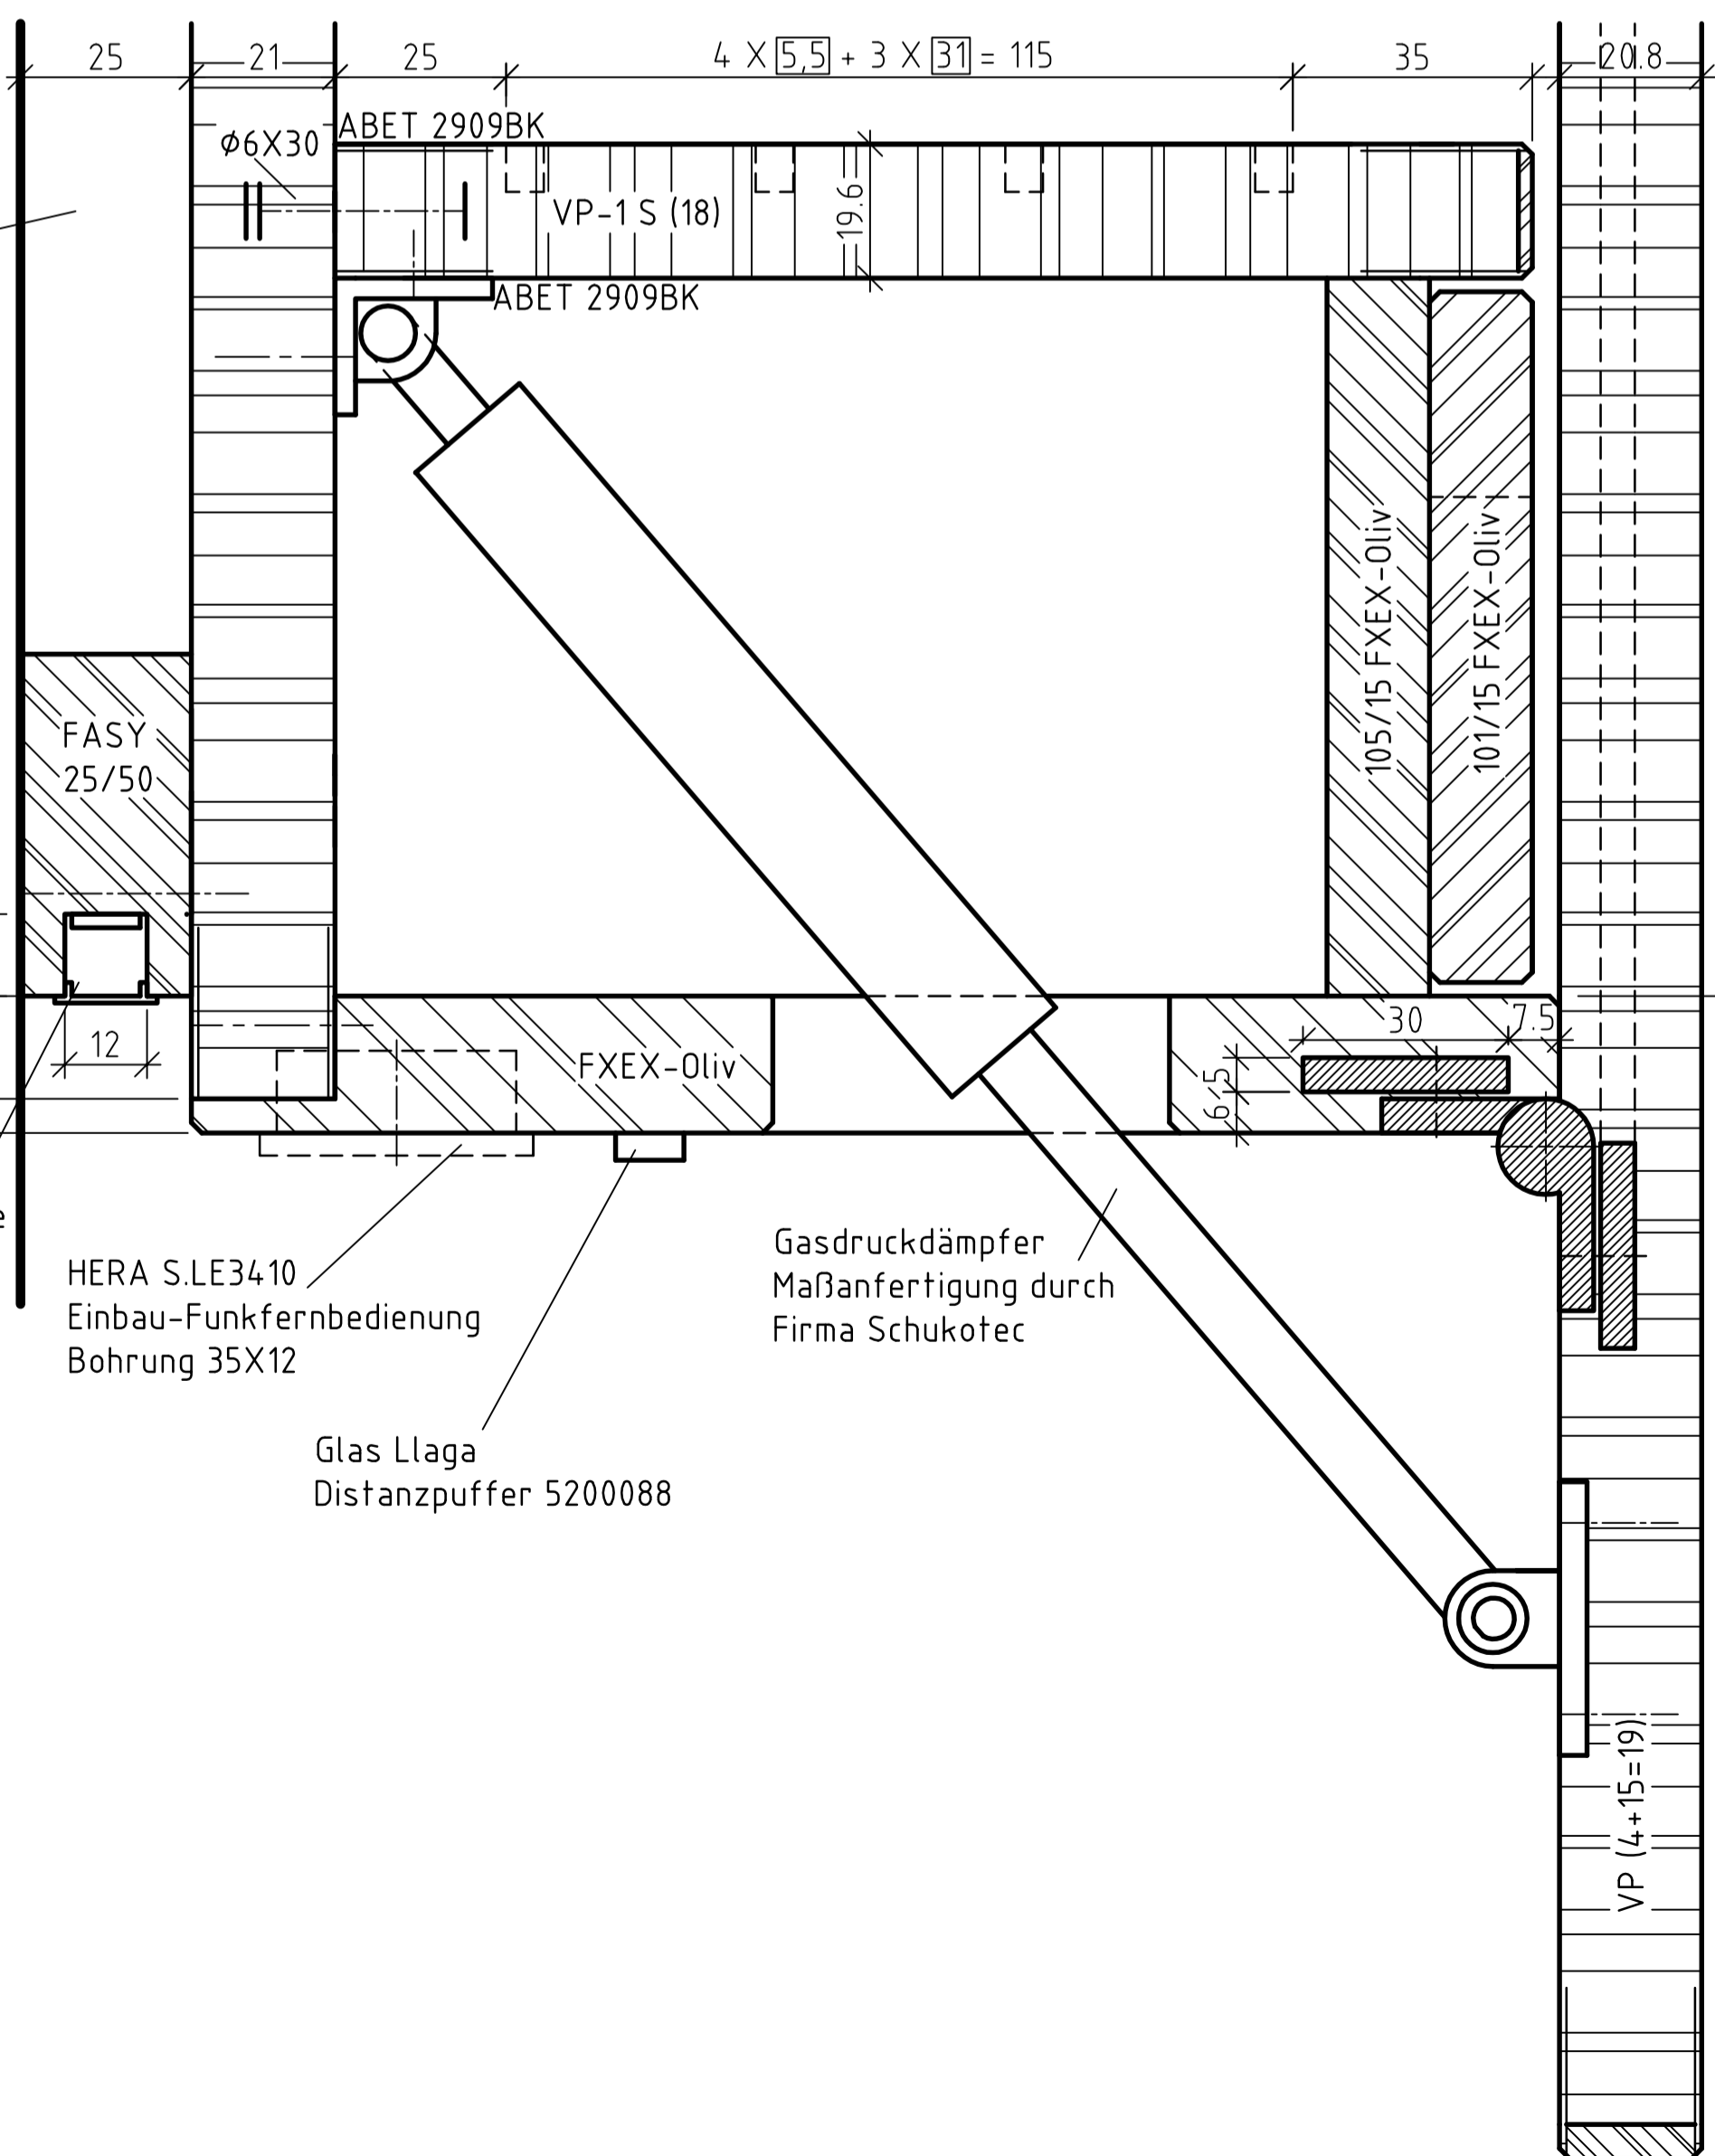 25
21
25
4 X 5,5 + 3 X 31 = 115
35
20.8
ABET 2909BK
ϕ6X30
VP-1 S (18)
19.6
ABET 2909BK
105/15 FXEX-Oliv
101/15 FXEX-Oliv
FASY
25/50
12
FXEX-Oliv
30
7.5
5
6
HERA S.LE3410
Einbau-Funkfernbedienung
Bohrung 35X12
Gasdruckdämpfer
Maßanfertigung durch
Firma Schukotec
Glas Llaga
Distanzpuffer 5200088
VP (4+15=19)